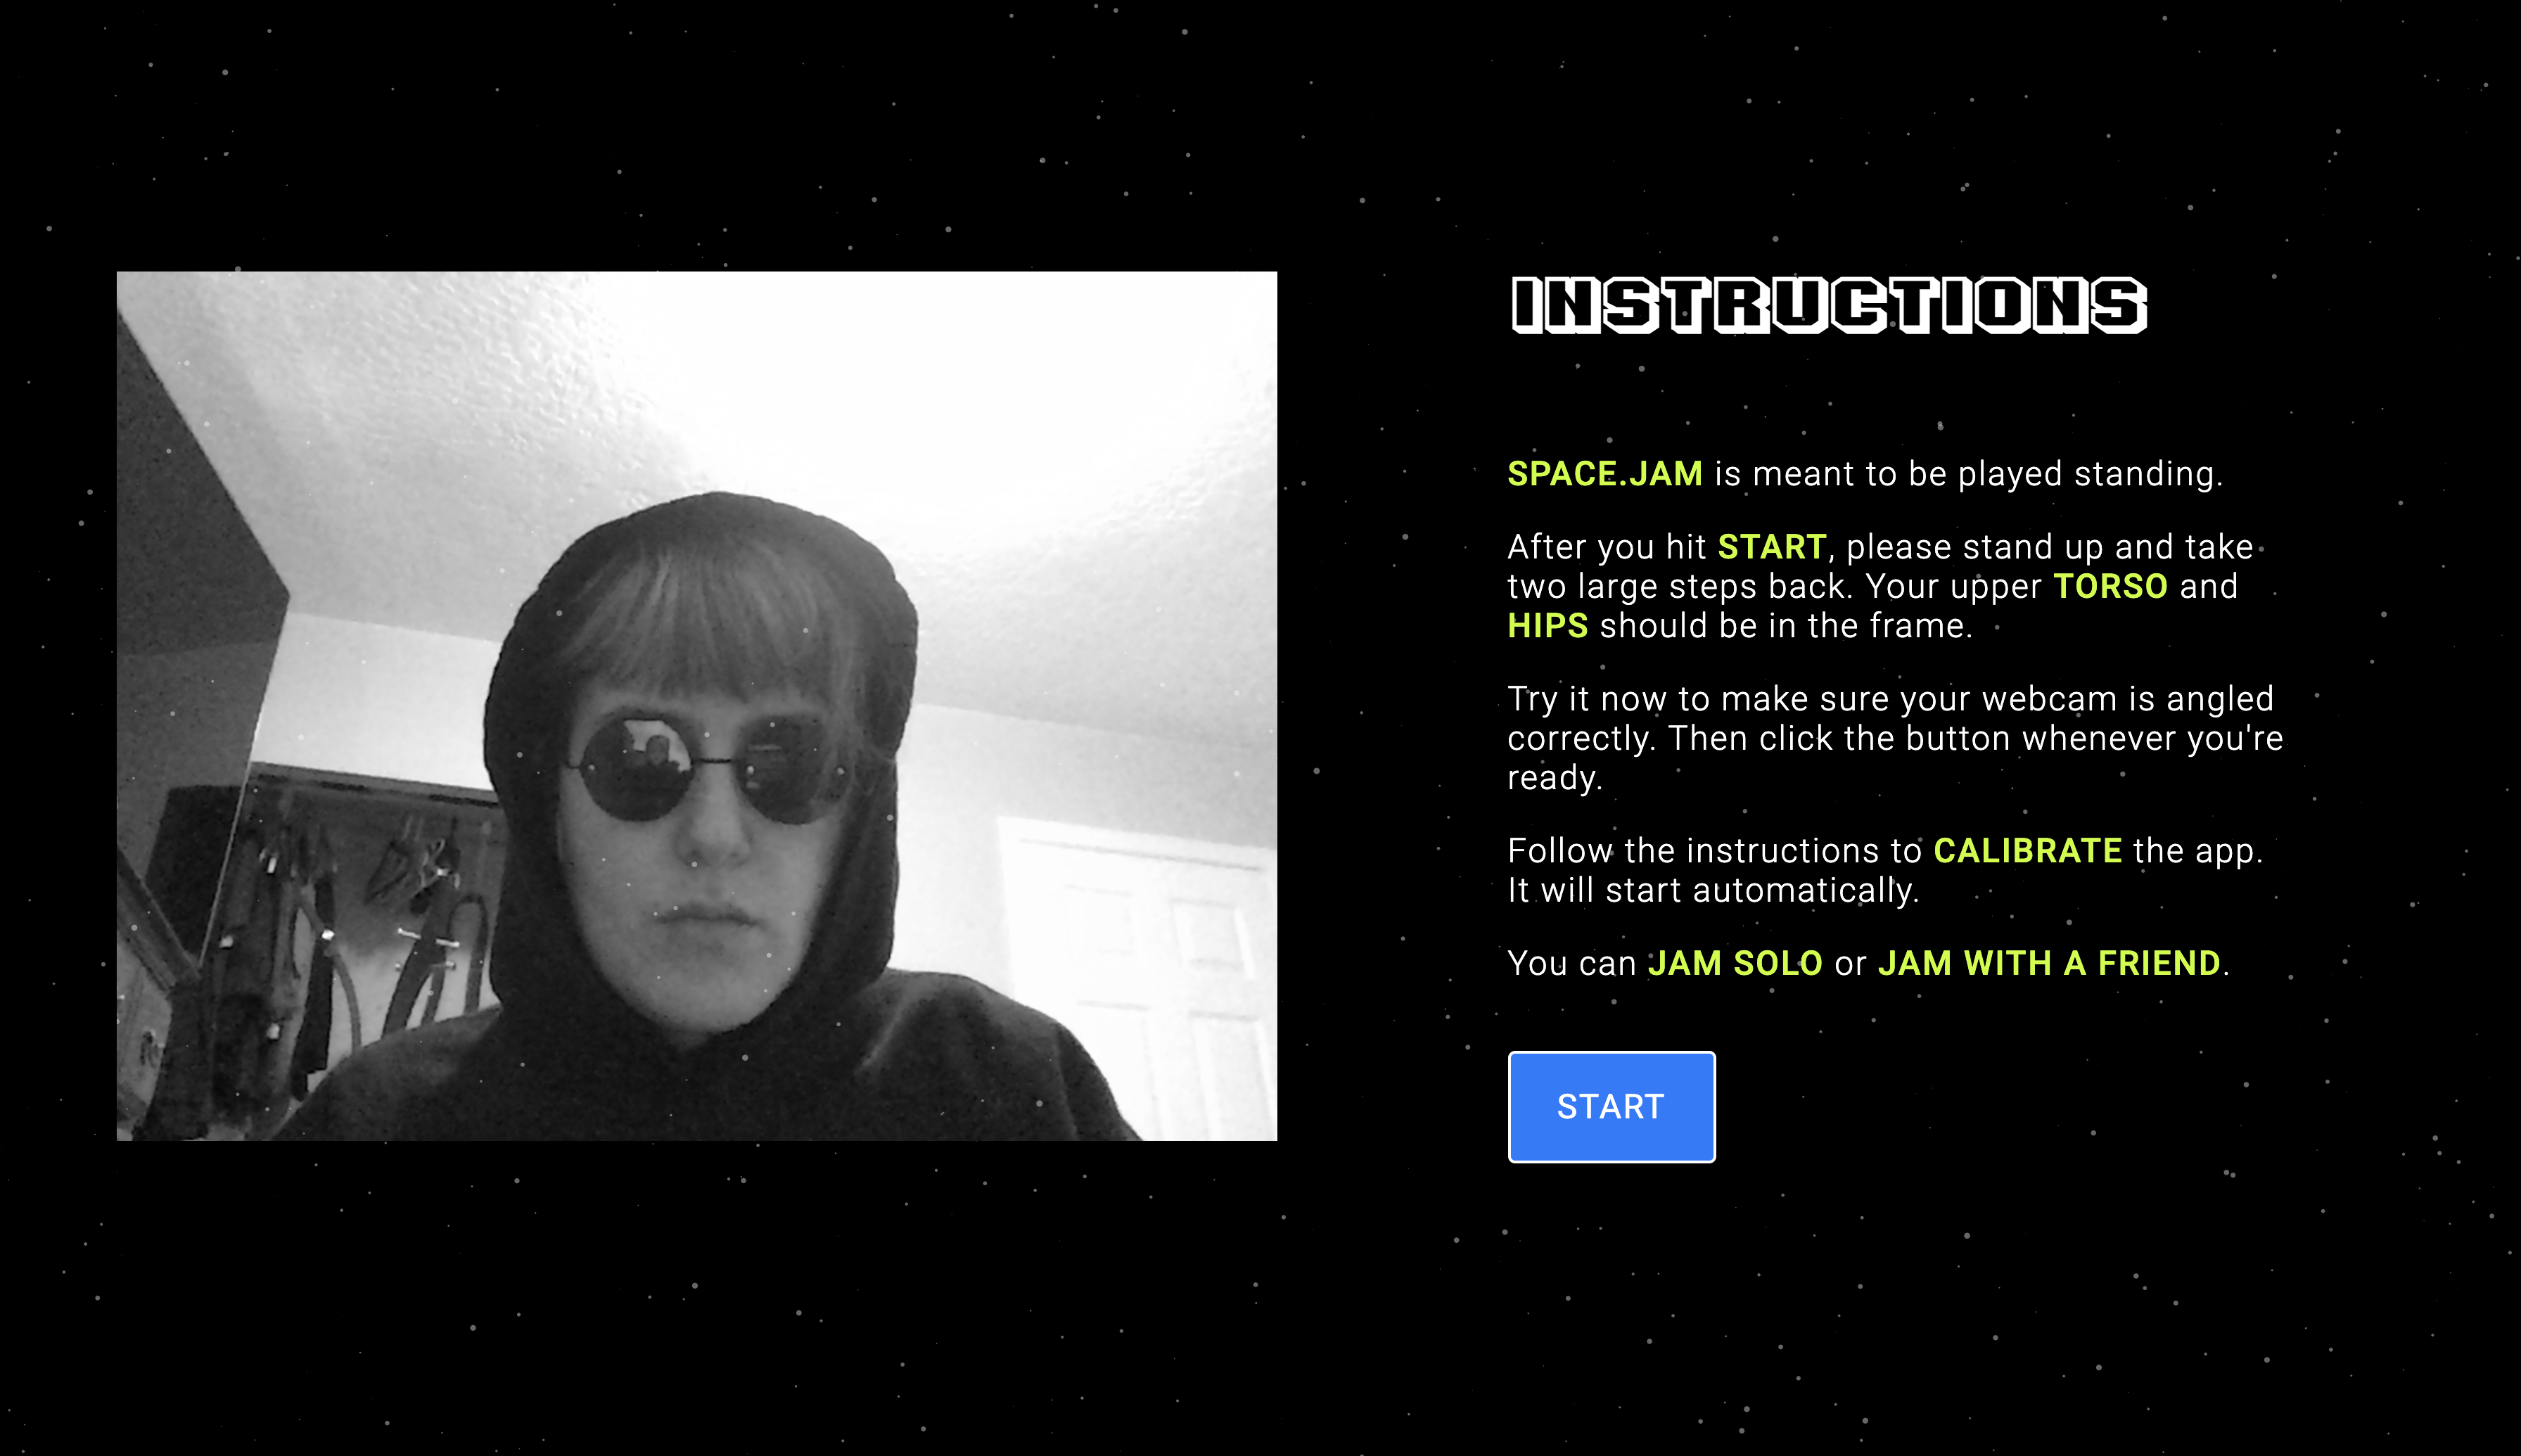 INSTRUCTIONS
SPACE.JAM is meant to be played standing.
After you hit START, please stand up and take
two large steps back. Your upper TORSO and
HIPS should be in the frame.
Try it now to make sure your webcam is angled
correctly. Then click the button whenever you're
ready.
Follow the instructions to CALIBRATE the app.
It will start automatically.
You can JAM SOLO or JAM WITH A FRIEND.
START